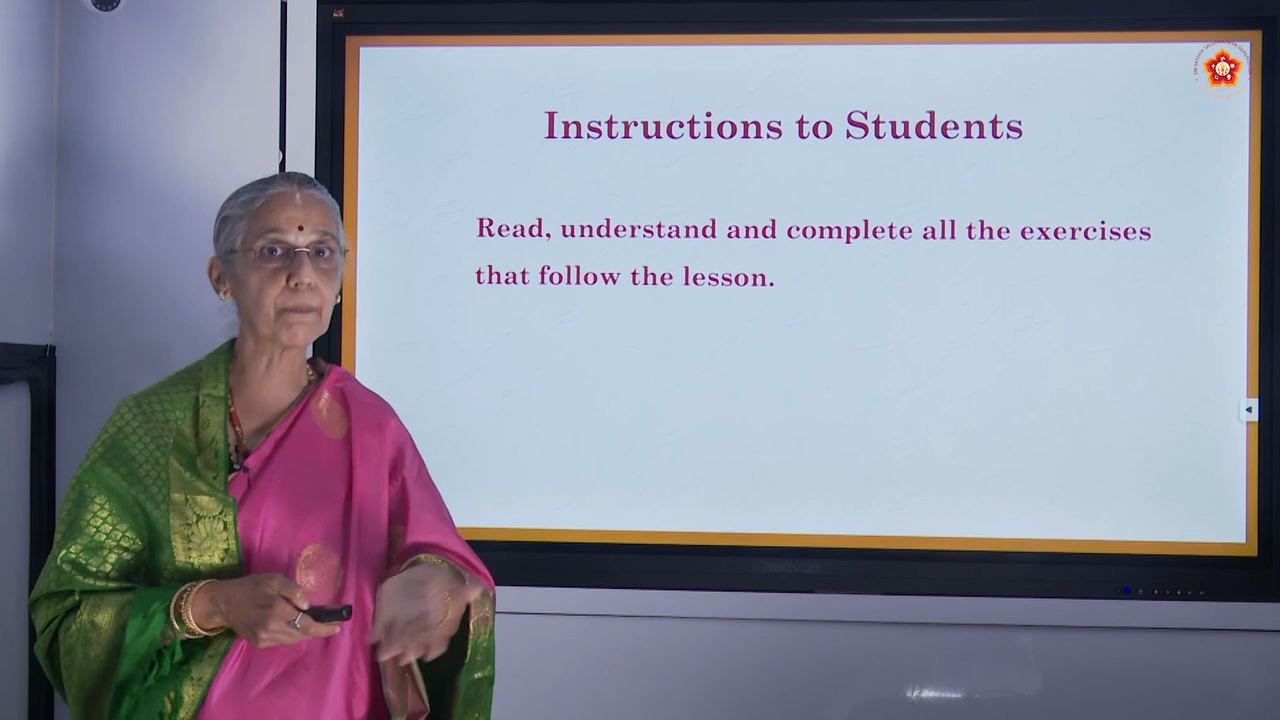 Instructions to Students
Read, understand and complete all the exercises
that follow the lesson.